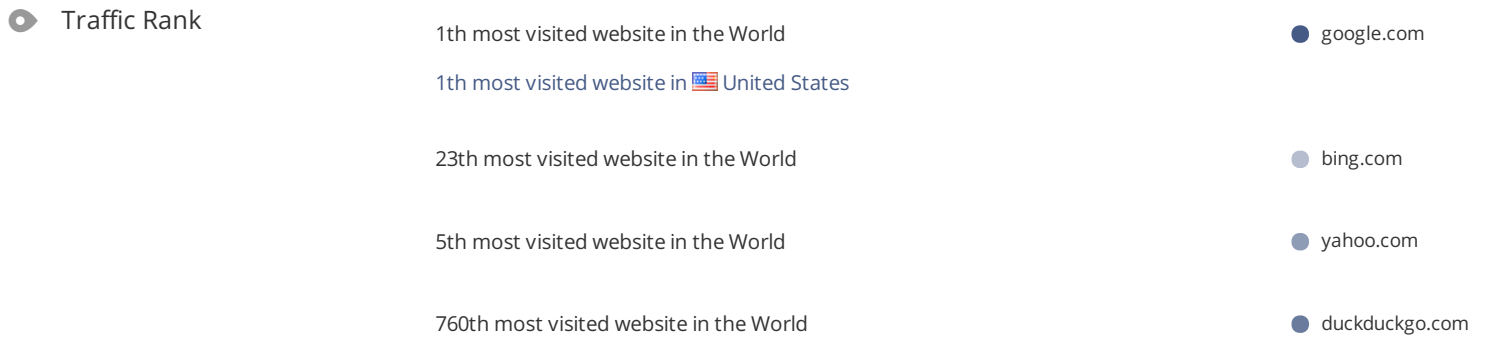 Traffic Rank
1th most visited website in the World google.com
1th most visited website in United States
23th most visited website in the World bing.com
5th most visited website in the World yahoo.com
760th most visited website in the World duckduckgo.com